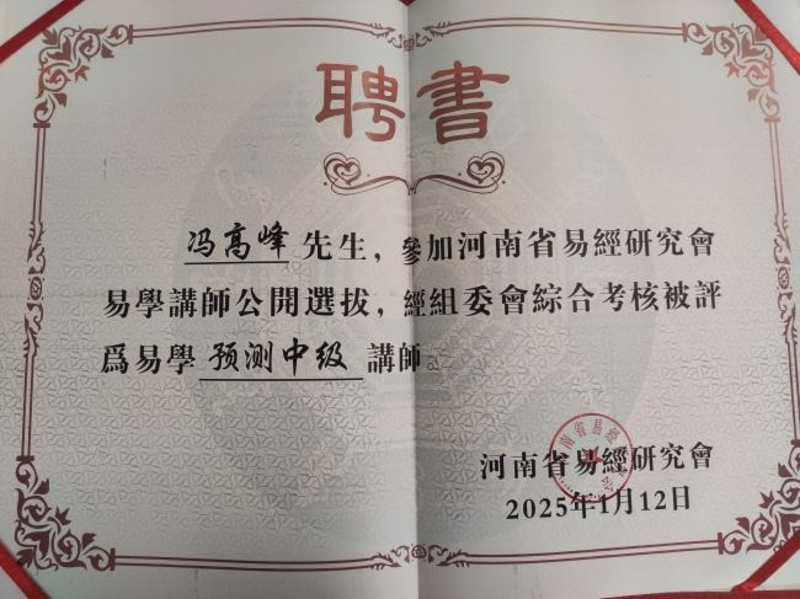 聘書
冯高峰 先生，參加河南省易經研究會
易學講師公開選拔，經組委會綜合考核被評
爲易學 预测中级 講師。
河南省易經研究會
2025年1月12日